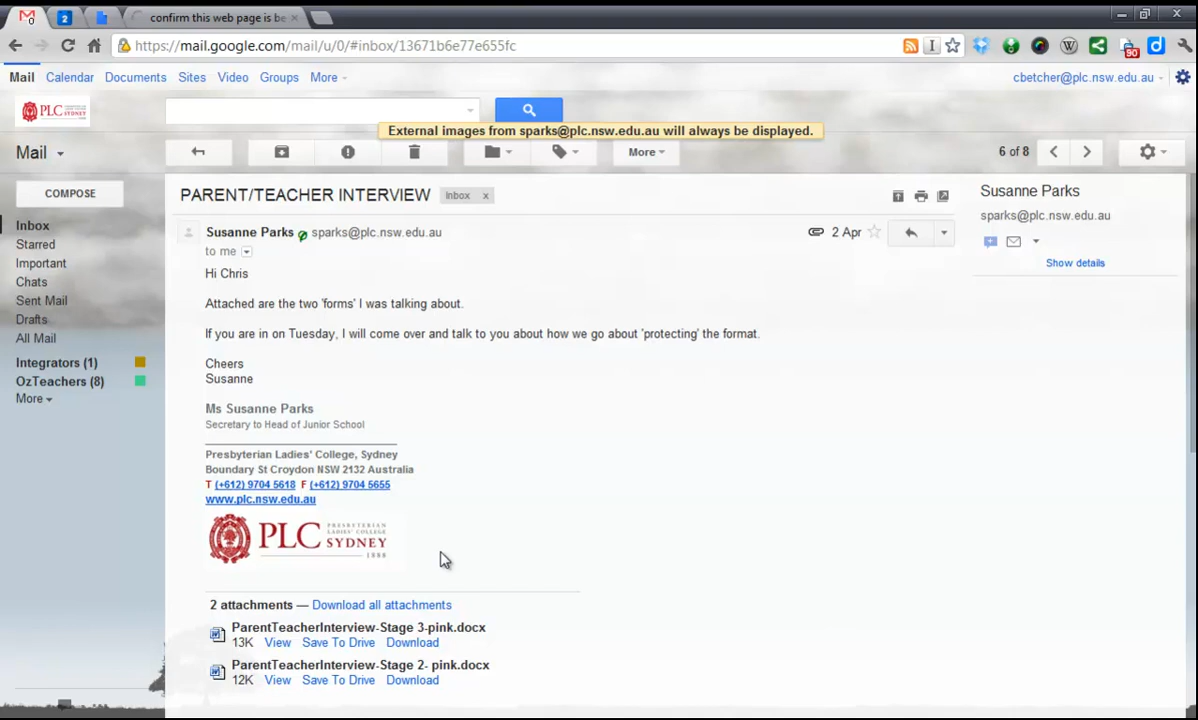 confirm this web page is be
https://mail.google.com/mail/u/0/#inbox/13671b6e77e655fc
90
Mail Calendar Documents Sites Video Groups More
cbetcher@plc.nsw.edu.au
PLC
SYDNEY
External images from sparks@plc.nsw.edu.au will always be displayed.
Mail
More
6 of 8
COMPOSE
Inbox
Starred
Important
Chats
Sent Mail
Drafts
All Mail
Integrators (1)
OzTeachers (8)
More
PARENT/TEACHER INTERVIEW Inbox x
Susanne Parks sparks@plc.nsw.edu.au
2 Apr
to me
Hi Chris
Attached are the two 'forms' I was talking about.
If you are in on Tuesday, I will come over and talk to you about how we go about 'protecting' the format.
Cheers
Susanne
Ms Susanne Parks
Secretary to Head of Junior School
Presbyterian Ladies' College, Sydney
Boundary St Croydon NSW 2132 Australia
T (+612) 9704 5618 F (+612) 9704 5655
www.plc.nsw.edu.au
PLC PRESBYTERIAN
LADIES' COLLEGE
SYDNEY
1888
2 attachments — Download all attachments
ParentTeacherInterview-Stage 3-pink.docx
13K View Save To Drive Download
ParentTeacherInterview-Stage 2- pink.docx
12K View Save To Drive Download
Susanne Parks
sparks@plc.nsw.edu.au
Show details